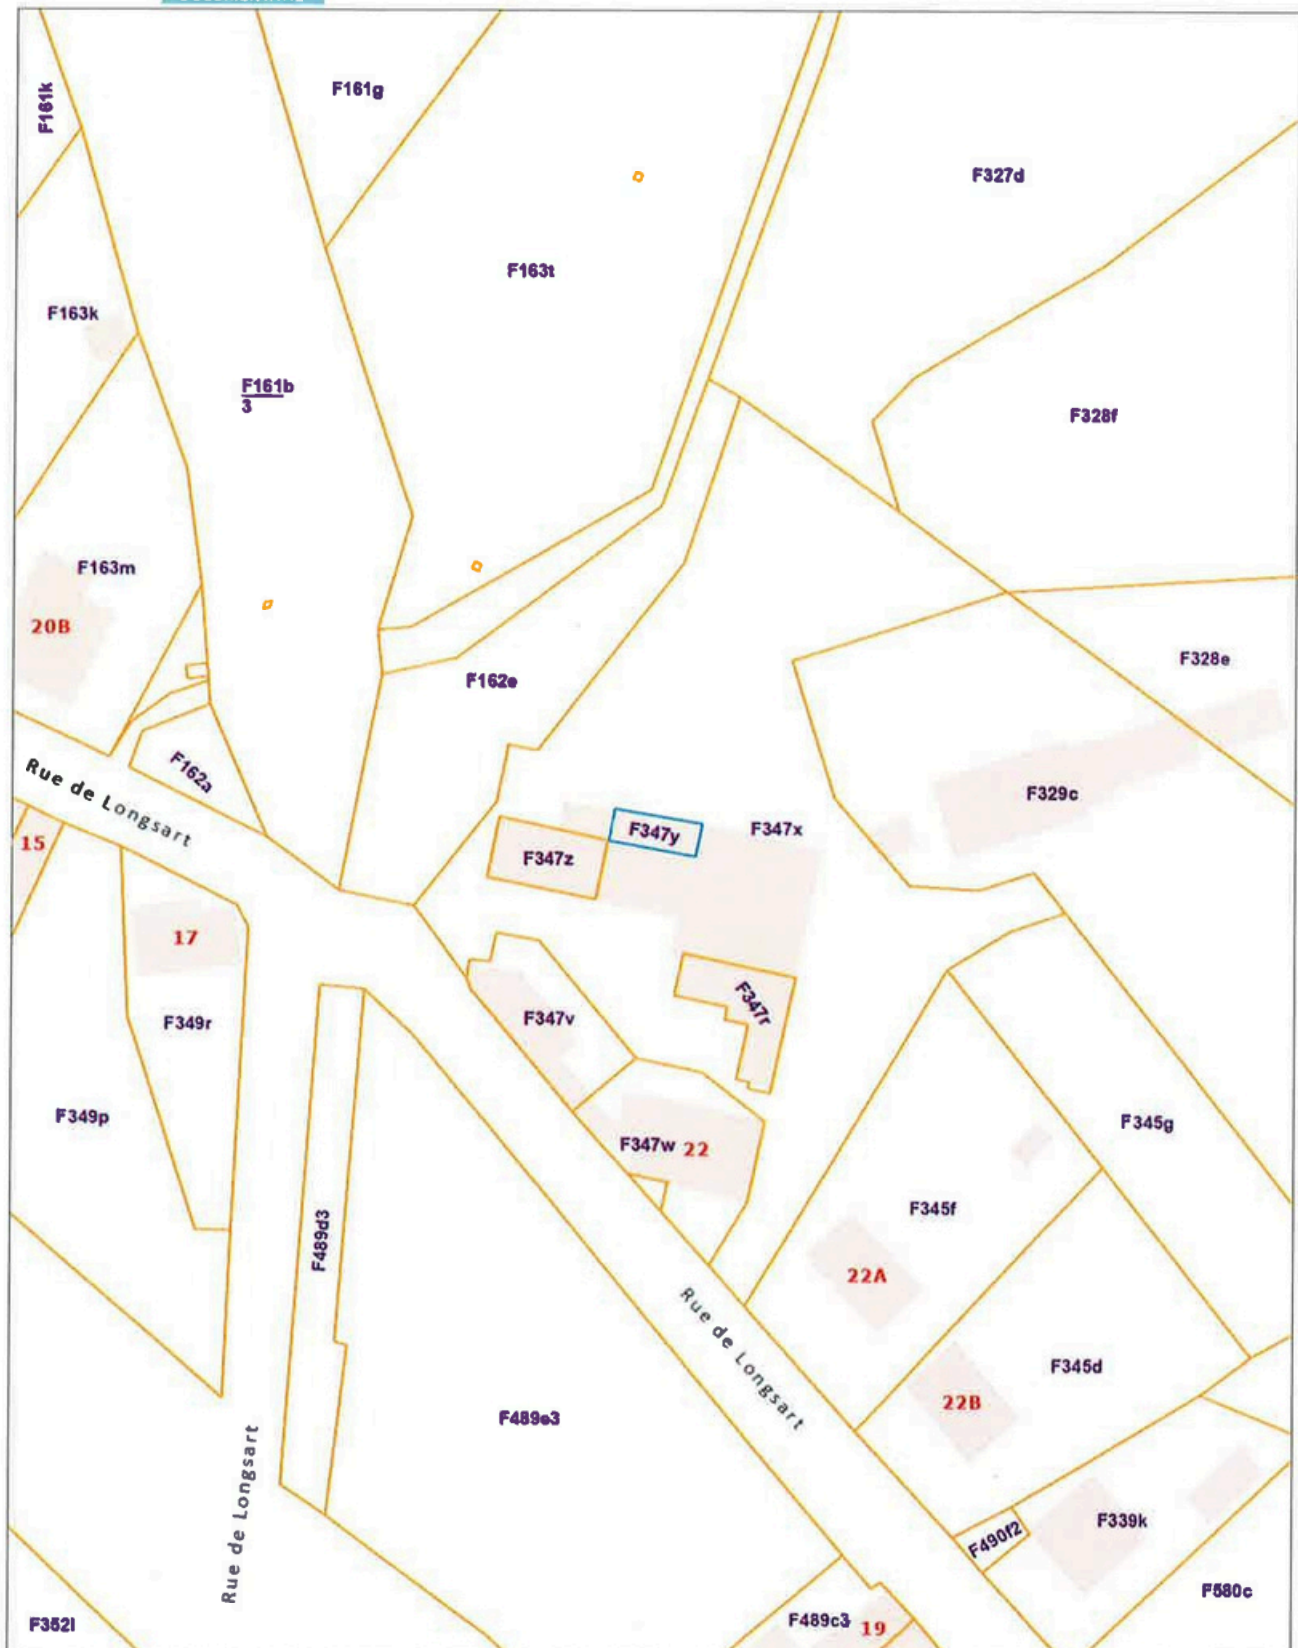 F161k
F161g
F327d
F163t
F163k
F161b
3
F328f
F163m
20B
F328e
F162e
F162a
Rue de Longsart
F329c
F347y
F347x
F347z
15
17
F347r
F347v
F349r
F349p
F347w 22
F345g
F345f
F489d3
22A
Rue de Longsart
F345d
22B
F489e3
Rue de Longsart
F339k
F490f2
F580c
F352l
F489c3 19